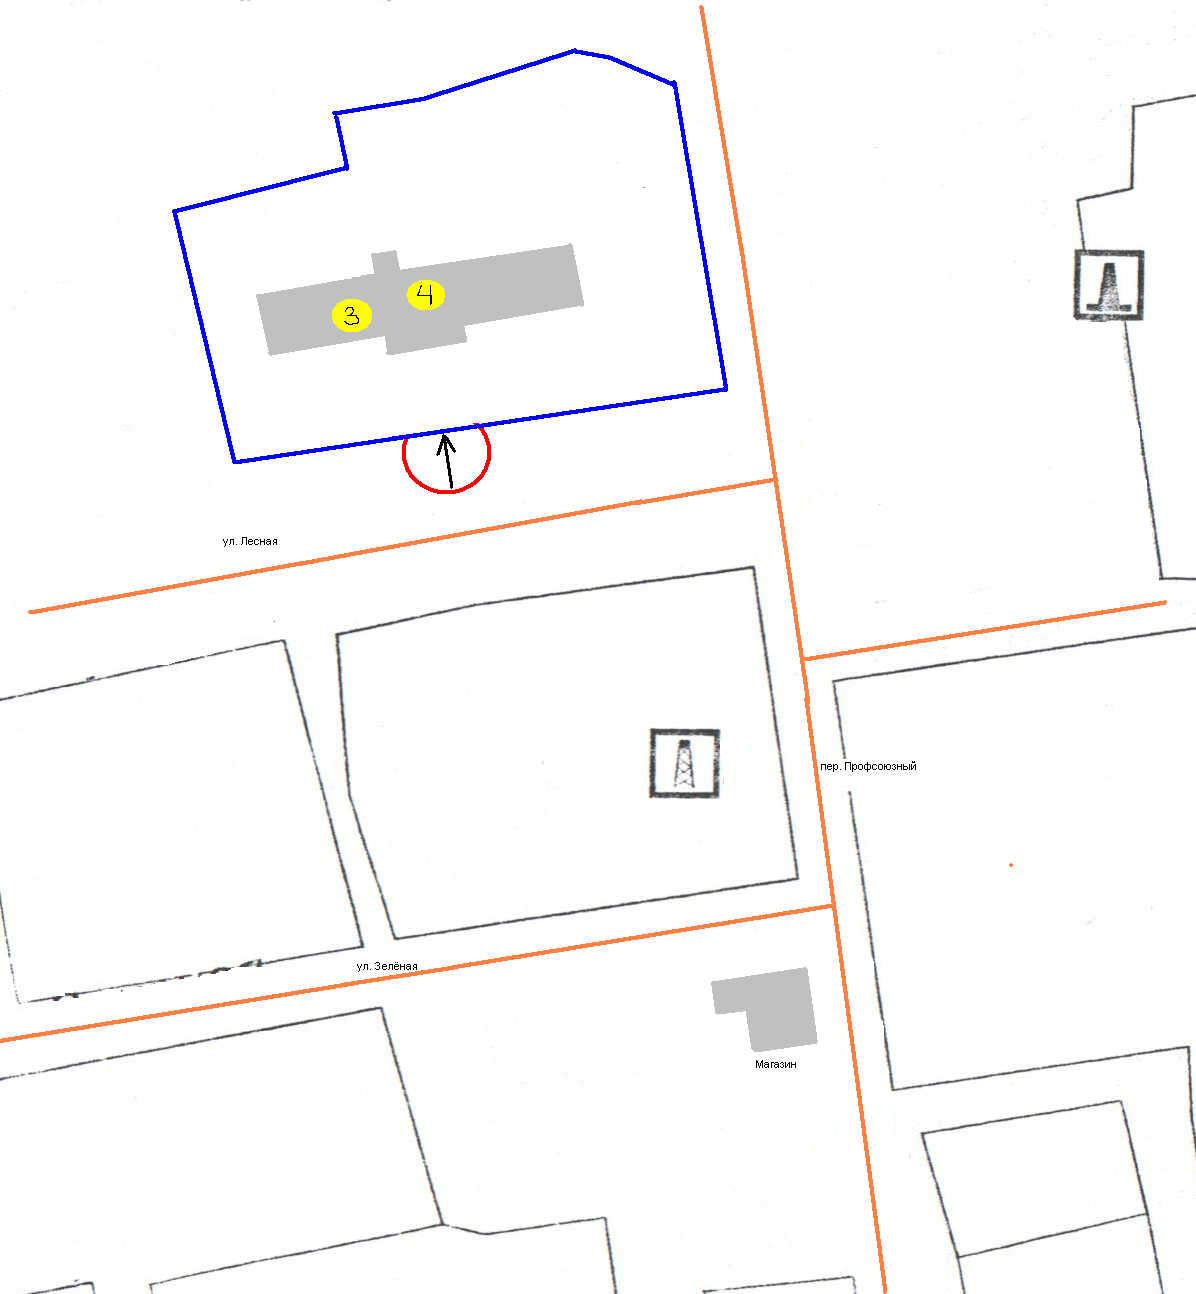 3
4
ул. Лесная
пер. Профсоюзный
ул. Зелёная
Магазин